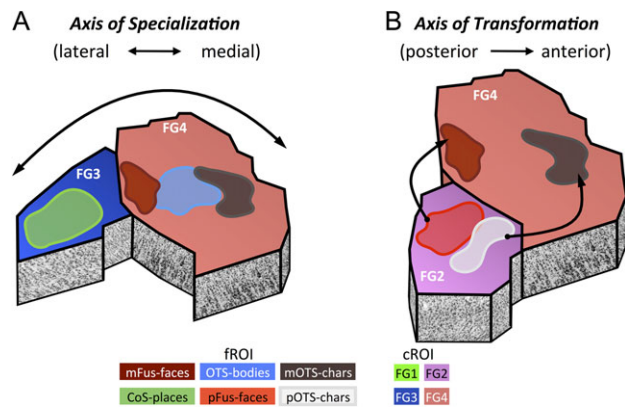 A
Axis of Specialization
(lateral ⟷ medial)
FG4
FG3
B
Axis of Transformation
(posterior ⟶ anterior)
FG4
FG2
fROI
mFus-faces OTS-bodies mOTS-chars
CoS-places pFus-faces pOTS-chars
cROI
FG1 FG2
FG3 FG4